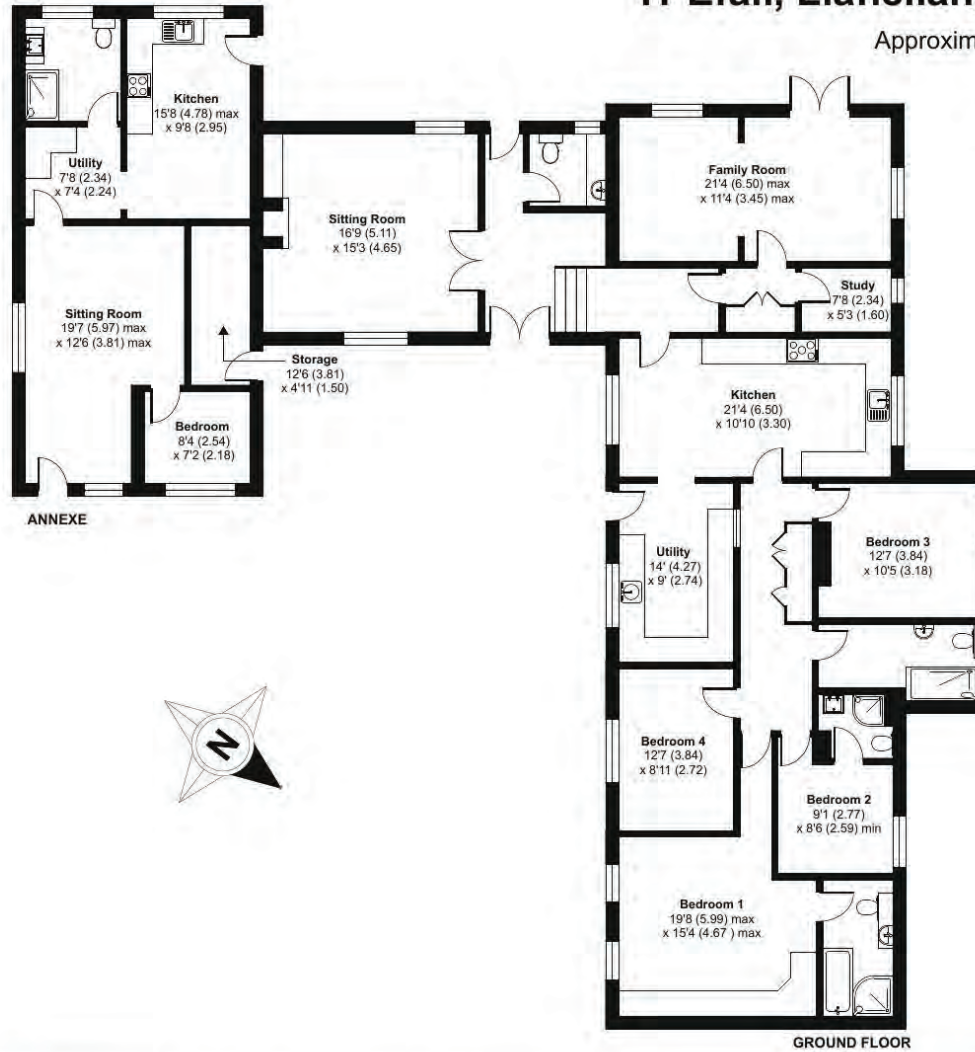 Approxim
Kitchen
15'8 (4.78) max
x 9'8 (2.95)
Utility
7'8 (2.34)
x 7'4 (2.24)
Sitting Room
16'9 (5.11)
x 15'3 (4.65)
Family Room
21'4 (6.50) max
x 11'4 (3.45) max
Study
7'8 (2.34)
x 5'3 (1.60)
Sitting Room
19'7 (5.97) max
x 12'6 (3.81) max
Storage
12'6 (3.81)
x 4'11 (1.50)
Bedroom
8'4 (2.54)
x 7'2 (2.18)
ANNEXE
Kitchen
21'4 (6.50)
x 10'10 (3.30)
Utility
14' (4.27)
x 9' (2.74)
Bedroom 3
12'7 (3.84)
x 10'5 (3.18)
N
Bedroom 4
12'7 (3.84)
x 8'11 (2.72)
Bedroom 2
9'1 (2.77)
x 8'6 (2.59) min
Bedroom 1
19'8 (5.99) max
x 15'4 (4.67 ) max
GROUND FLOOR